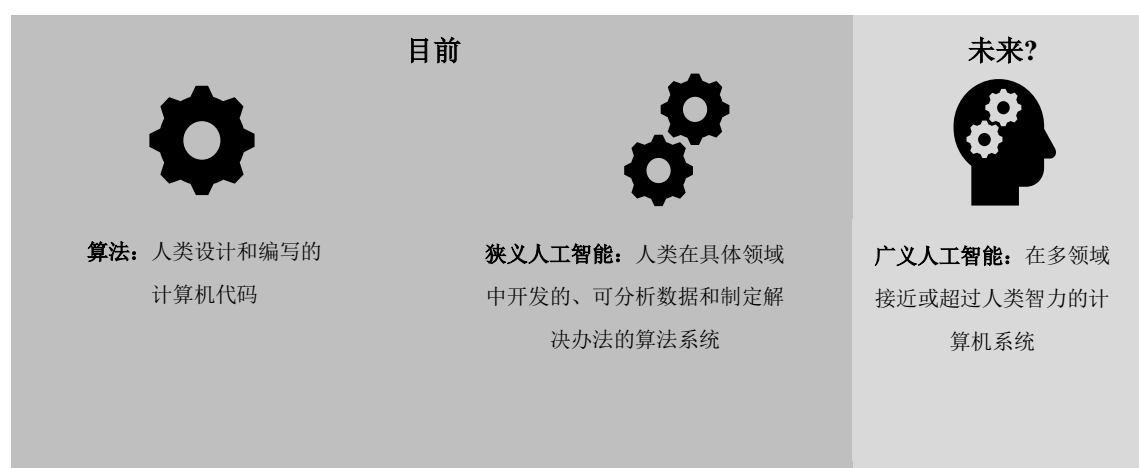 目前
算法：人类设计和编写的
计算机代码
狭义人工智能：人类在具体领域
中开发的、可分析数据和制定解
决办法的算法系统
未来?
广义人工智能：在多领域
接近或超过人类智力的计
算机系统